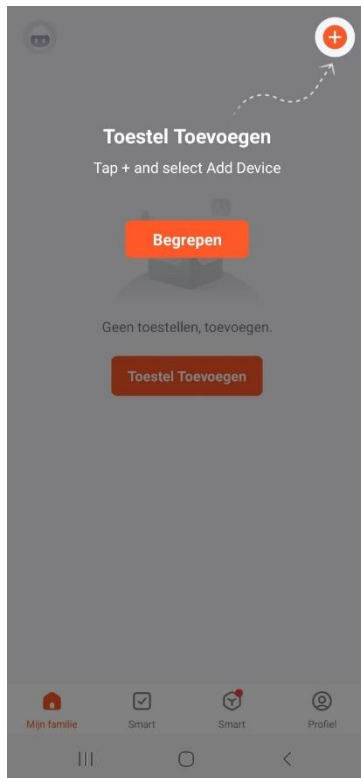 Toestel Toevoegen
Tap + and select Add Device
Begrepen
Geen toestellen, toevoegen.
Toestel Toevoegen
Mijn familie
Smart
Smart
Profiel